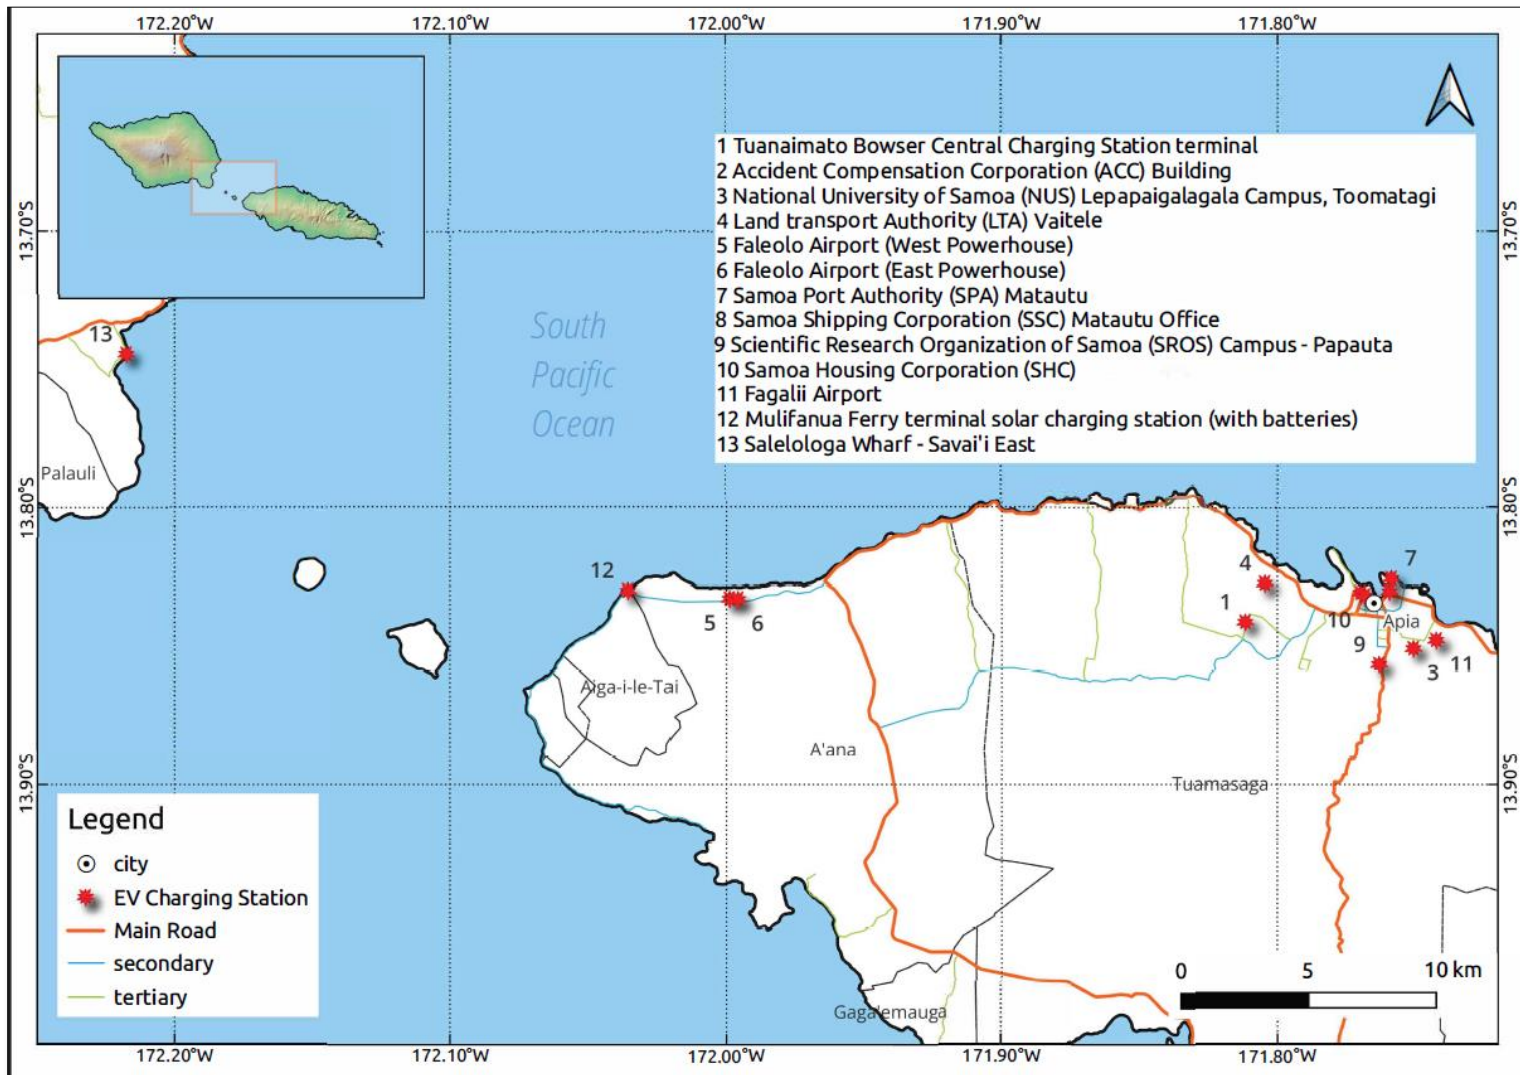 172.20°W 172.10°W 172.00°W 171.90°W 171.80°W
1 Tuanaimato Bowser Central Charging Station terminal
2 Accident Compensation Corporation (ACC) Building
3 National University of Samoa (NUS) Lepapaigalagala Campus, Toomatagi
4 Land transport Authority (LTA) Vaitele
5 Faleolo Airport (West Powerhouse)
6 Faleolo Airport (East Powerhouse)
7 Samoa Port Authority (SPA) Matautu
8 Samoa Shipping Corporation (SSC) Matautu Office
9 Scientific Research Organization of Samoa (SROS) Campus - Papauta
10 Samoa Housing Corporation (SHC)
11 Fagalii Airport
12 Mulifanua Ferry terminal solar charging station (with batteries)
13 Salelologa Wharf - Savai'i East
13.70°S
13.70°S
South
Pacific
Ocean
13
Palauli
13.80°S
13.80°S
12
5
6
4
1
7
10
Apia
9
3
11
Aiga-i-le-Tai
A'ana
Tuamasaga
13.90°S
13.90°S
Gagalemauga
Legend
city
EV Charging Station
Main Road
secondary
tertiary
0 5 10 km
172.20°W 172.10°W 172.00°W 171.90°W 171.80°W